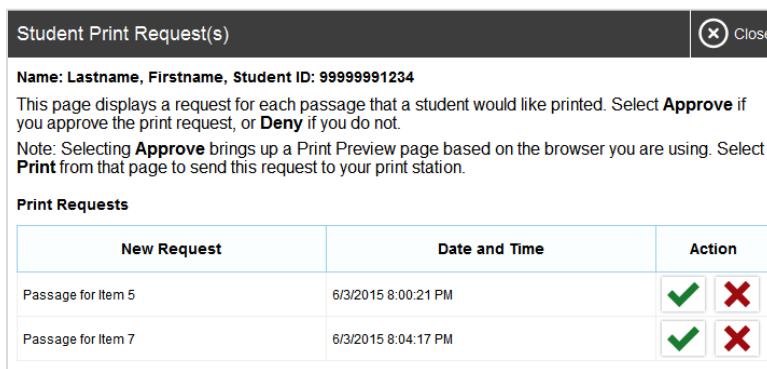 Student Print Request(s)
Close
Name: Lastname, Firstname, Student ID: 99999991234
This page displays a request for each passage that a student would like printed. Select Approve if
you approve the print request, or Deny if you do not.
Note: Selecting Approve brings up a Print Preview page based on the browser you are using. Select
Print from that page to send this request to your print station.
Print Requests
New Request Date and Time Action
Passage for Item 5 6/3/2015 8:00:21 PM
Passage for Item 7 6/3/2015 8:04:17 PM